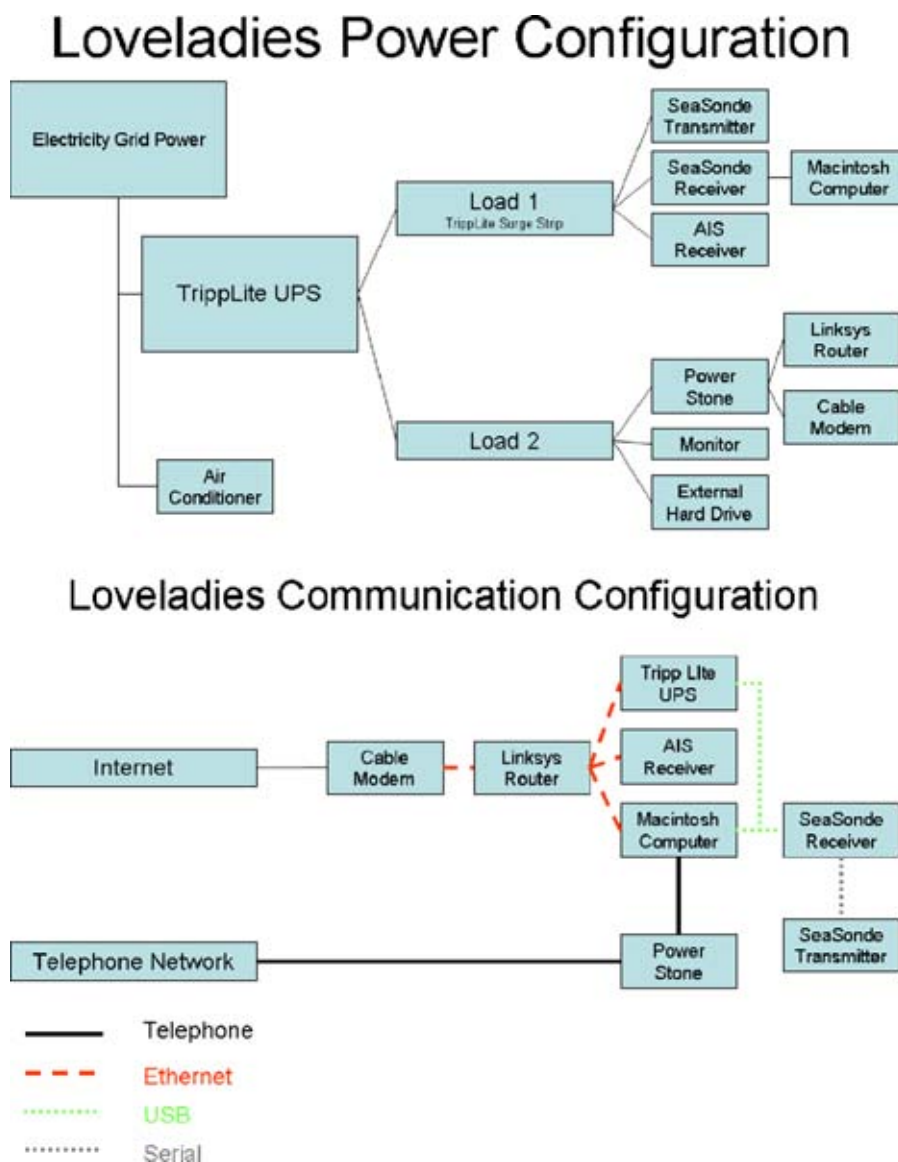 Loveladies Power Configuration
Electricity Grid Power
TrippLite UPS
Air
Conditioner
Load 1
TrippLite Surge Strip
SeaSonde
Transmitter
SeaSonde
Receiver
Macintosh
Computer
AIS
Receiver
Load 2
Power
Stone
Linksys
Router
Cable
Modem
Monitor
External
Hard Drive
Loveladies Communication Configuration
Internet
Cable
Modem
Linksys
Router
Tripp LIte
UPS
AIS
Receiver
Macintosh
Computer
SeaSonde
Receiver
SeaSonde
Transmitter
Telephone Network
Power
Stone
Telephone
Ethernet
USB
Serial